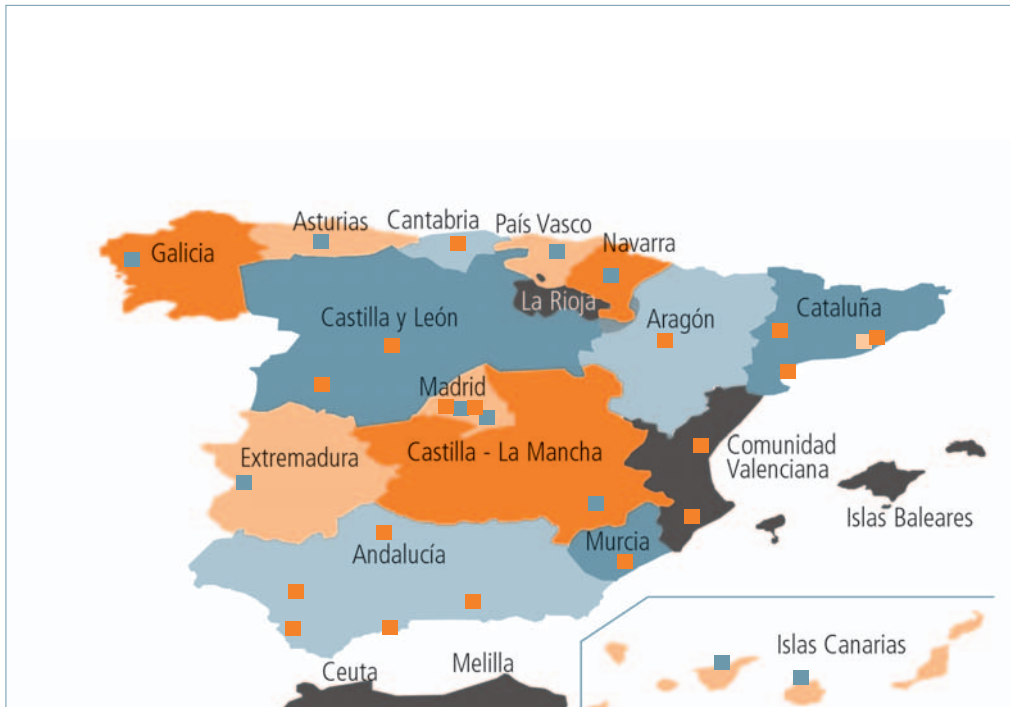 Asturias
Cantabria
País Vasco
Galicia
Navarra
La Rioja
Castilla y León
Aragón
Cataluña
Madrid
Extremadura
Castilla - La Mancha
Comunidad
Valenciana
Islas Baleares
Andalucía
Murcia
Ceuta
Melilla
Islas Canarias